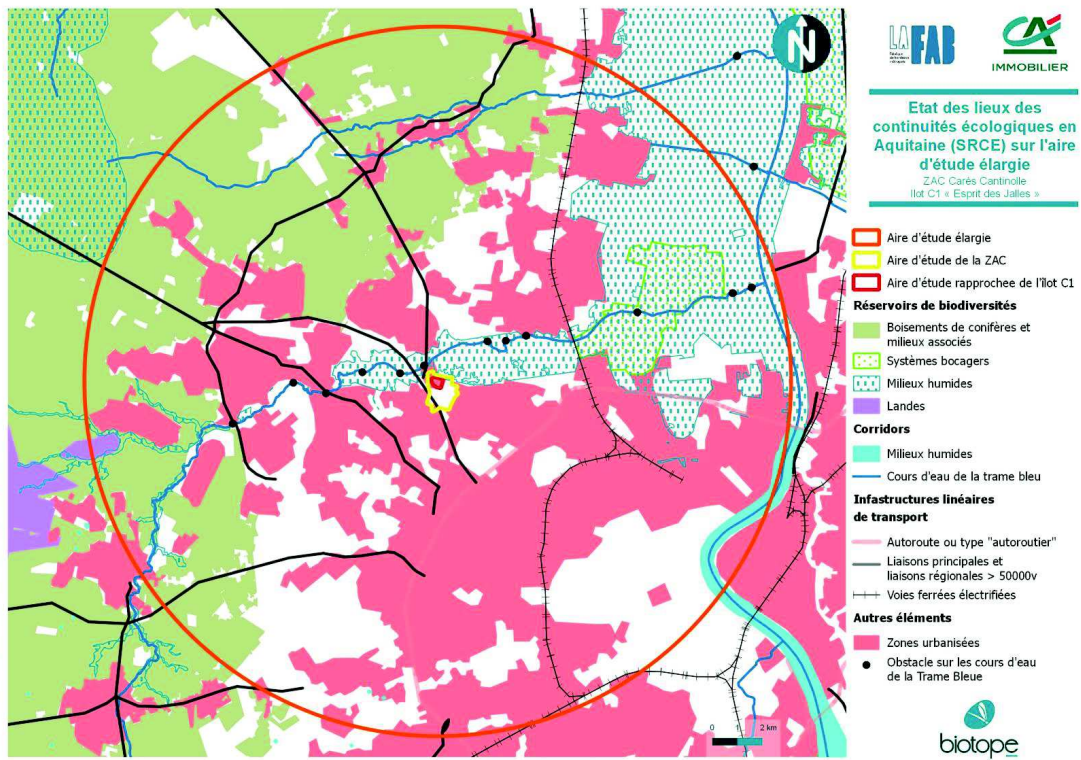 N
LA
FAB
CA
IMMOBILIER
Etat des lieux des
continuités écologiques en
Aquitaine (SRCE) sur l'aire
d'étude élargie
ZAC Carès Cantinolle
Ilot C1 « Esprit des Jalles »
Aire d'étude élargie
Aire d'étude de la ZAC
Aire d'étude rapprochee de l'îlot C1
Réservoirs de biodiversités
Boisements de conifères et
milieux associés
Systèmes bocagers
Milieux humides
Landes
Corridors
Milieux humides
Cours d'eau de la trame bleu
Infastructures linéaires
de transport
Autoroute ou type "autoroutier"
Liaisons principales et
liaisons régionales > 50000v
Voies ferrées électrifiées
Autres éléments
Zones urbanisées
Obstacle sur les cours d'eau
de la Trame Bleue
0 1 2 km
biotope